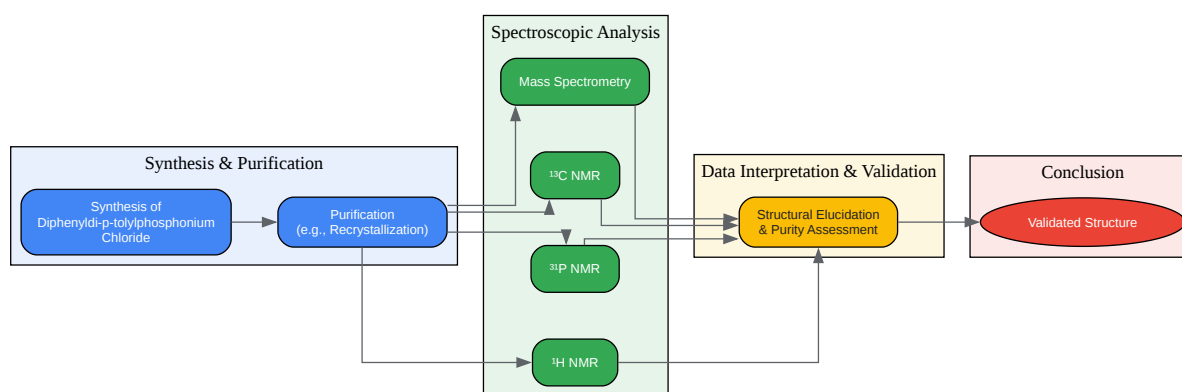 Synthesis & Purification
Synthesis of
Diphenyldi-p-tolylphosphonium
Chloride
Purification
(e.g., Recrystallization)
Spectroscopic Analysis
Mass Spectrometry
¹³C NMR
³¹P NMR
¹H NMR
Data Interpretation & Validation
Structural Elucidation
& Purity Assessment
Conclusion
Validated Structure